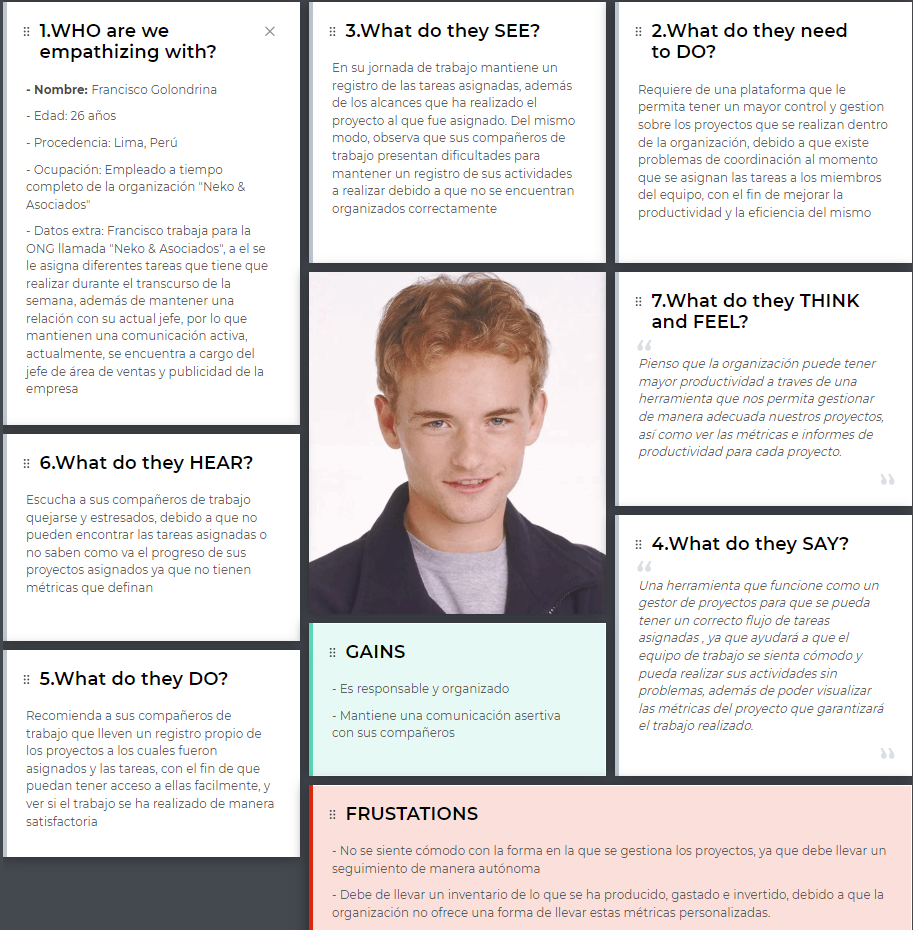 1.WHO are we
empathizing with?
- Nombre: Francisco Golondrina
- Edad: 26 años
- Procedencia: Lima, Perú
- Ocupación: Empleado a tiempo
completo de la organización "Neko &
Asociados"
- Datos extra: Francisco trabaja para la
ONG llamada "Neko & Asociados", a el se
le asigna diferentes tareas que tiene que
realizar durante el transcurso de la
semana, además de mantener una
relación con su actual jefe, por lo que
mantienen una comunicación activa,
actualmente, se encuentra a cargo del
jefe de área de ventas y publicidad de la
empresa
3.What do they SEE?
En su jornada de trabajo mantiene un
registro de las tareas asignadas, además
de los alcances que ha realizado el
proyecto al que fue asignado. Del mismo
modo, observa que sus compañeros de
trabajo presentan dificultades para
mantener un registro de sus actividades
a realizar debido a que no se encuentran
organizados correctamente
2.What do they need
to DO?
Requiere de una plataforma que le
permita tener un mayor control y gestion
sobre los proyectos que se realizan dentro
de la organización, debido a que existe
problemas de coordinación al momento
que se asignan las tareas a los miembros
del equipo, con el fin de mejorar la
productividad y la eficiencia del mismo
7.What do they THINK
and FEEL?
“
Pienso que la organización puede tener
mayor productividad a traves de una
herramienta que nos permita gestionar
de manera adecuada nuestros proyectos,
así como ver las métricas e informes de
productividad para cada proyecto.
”
6.What do they HEAR?
Escucha a sus compañeros de trabajo
quejarse y estresados, debido a que no
pueden encontrar las tareas asignadas o
no saben como va el progreso de sus
proyectos asignados ya que no tienen
métricas que definan
4.What do they SAY?
“
Una herramienta que funcione como un
gestor de proyectos para que se pueda
tener un correcto flujo de tareas
asignadas , ya que ayudará a que el
equipo de trabajo se sienta cómodo y
pueda realizar sus actividades sin
problemas, además de poder visualizar
las métricas del proyecto que garantizará
el trabajo realizado.
”
5.What do they DO?
Recomienda a sus compañeros de
trabajo que lleven un registro propio de
los proyectos a los cuales fueron
asignados y las tareas, con el fin de que
puedan tener acceso a ellas facilmente, y
ver si el trabajo se ha realizado de manera
satisfactoria
GAINS
- Es responsable y organizado
- Mantiene una comunicación asertiva
con sus compañeros
FRUSTATIONS
- No se siente cómodo con la forma en la que se gestiona los proyectos, ya que debe llevar un
seguimiento de manera autónoma
- Debe de llevar un inventario de lo que se ha producido, gastado e invertido, debido a que la
organización no ofrece una forma de llevar estas métricas personalizadas.